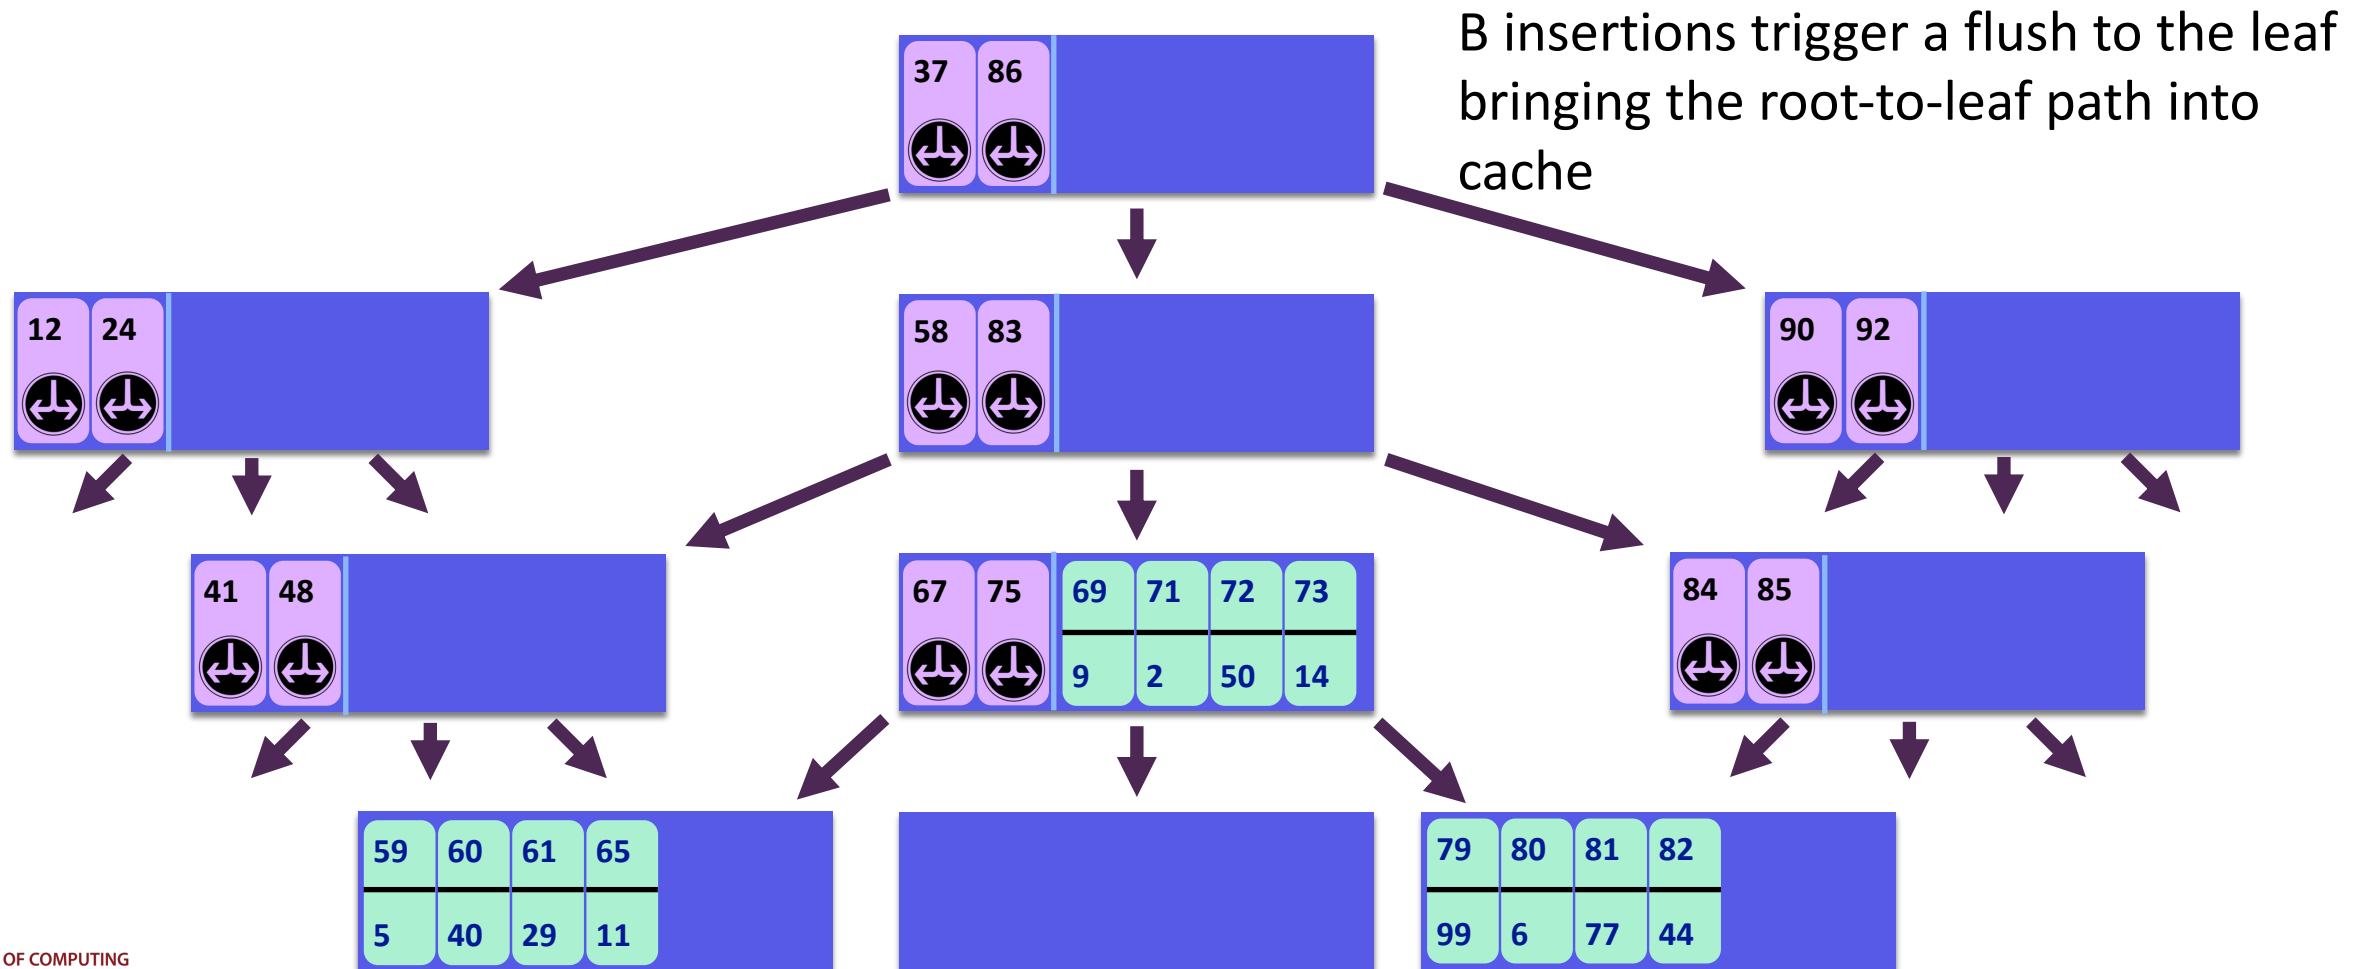 B insertions trigger a flush to the leaf
bringing the root-to-leaf path into
cache
37 86
12 24
58 83
90 92
41 48
67 75 69 71 72 73
9 2 50 14
84 85
59 60 61 65
5 40 29 11
79 80 81 82
99 6 77 44
OF COMPUTING